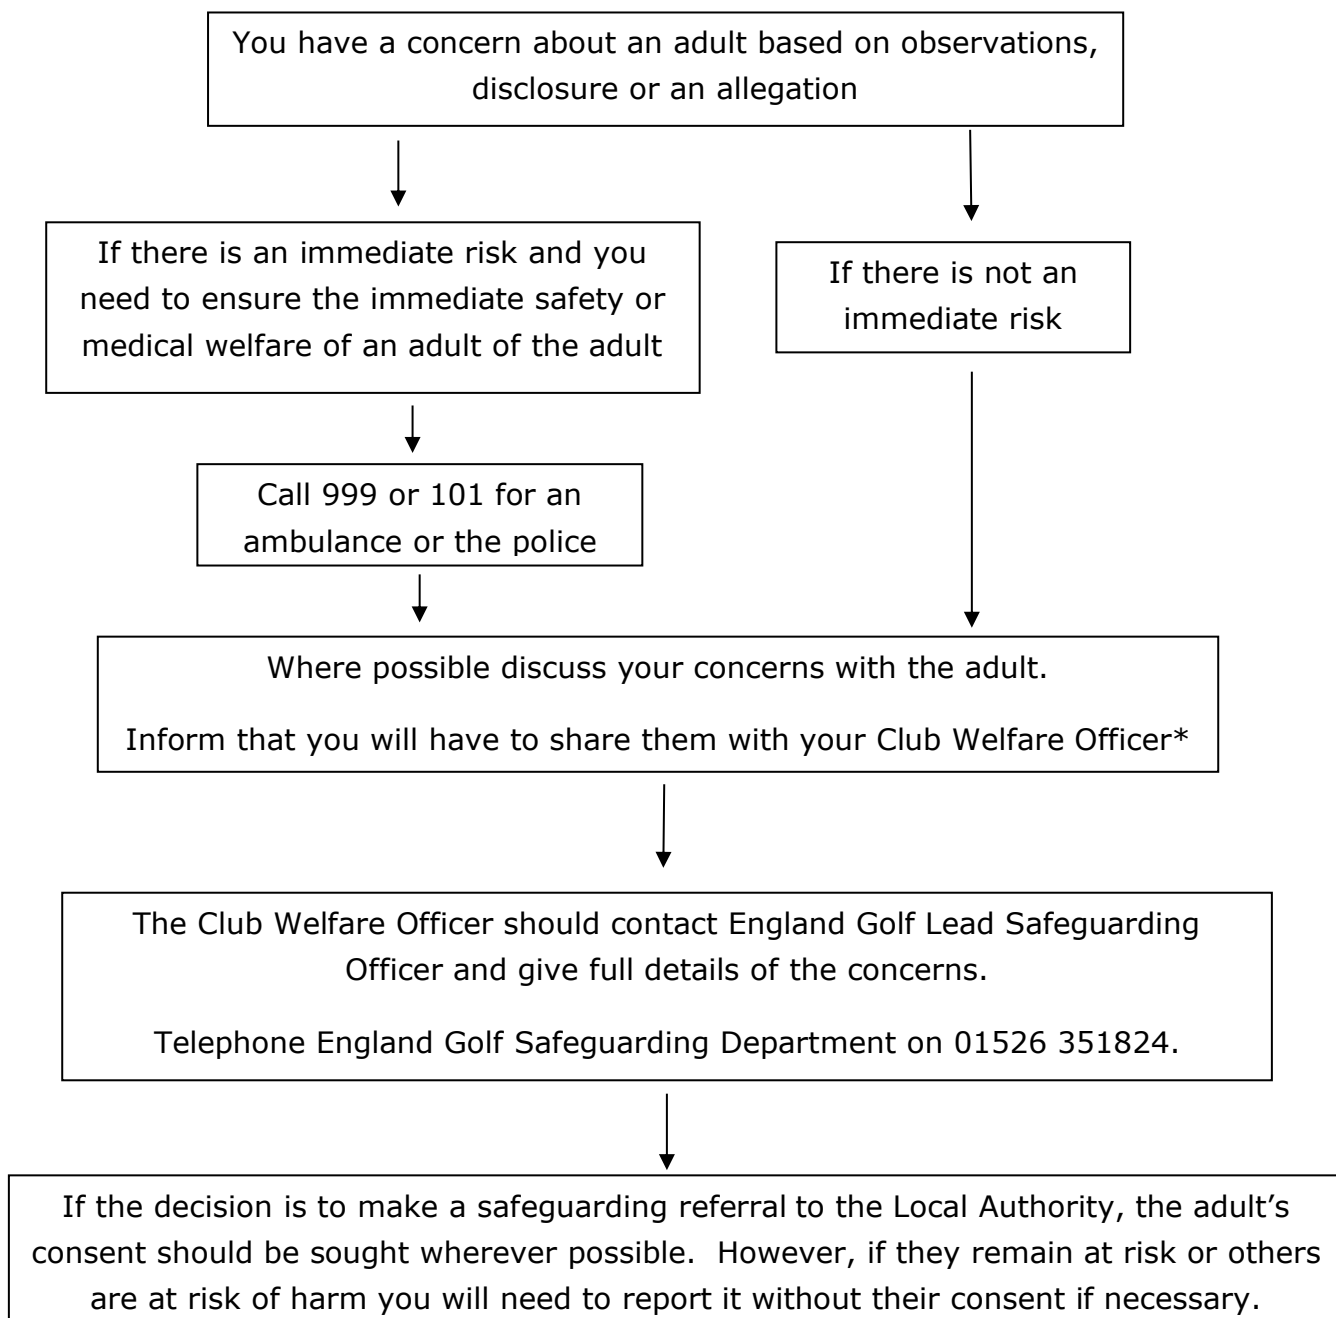 You have a concern about an adult based on observations,
disclosure or an allegation
If there is an immediate risk and you
need to ensure the immediate safety or
medical welfare of an adult of the adult
If there is not an
immediate risk
Call 999 or 101 for an
ambulance or the police
Where possible discuss your concerns with the adult.
Inform that you will have to share them with your Club Welfare Officer*
The Club Welfare Officer should contact England Golf Lead Safeguarding
Officer and give full details of the concerns.
Telephone England Golf Safeguarding Department on 01526 351824.
If the decision is to make a safeguarding referral to the Local Authority, the adult’s
consent should be sought wherever possible.  However, if they remain at risk or others
are at risk of harm you will need to report it without their consent if necessary.